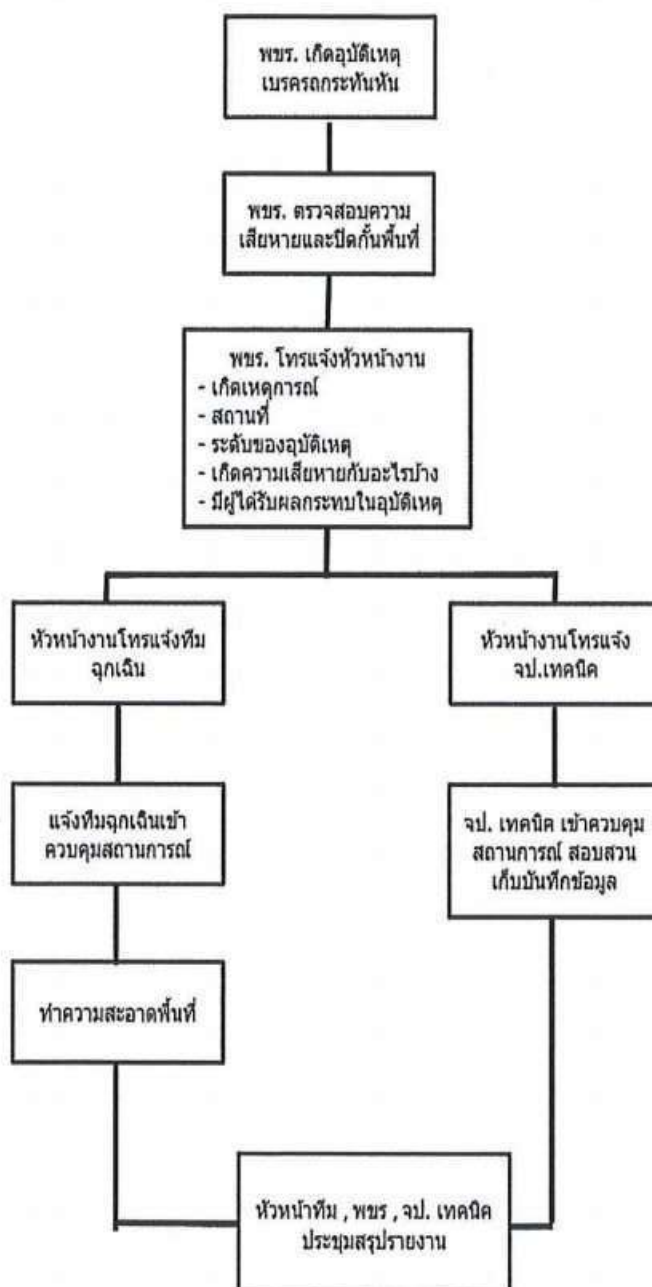 พขร. เกิดอุบัติเหตุ
เบรครถกระทันหัน
พขร. ตรวจสอบความ
เสียหายและปิดกั้นพื้นที่
พขร. โทรแจ้งหัวหน้างาน
- เกิดเหตุการณ์
- สถานที่
- ระดับของอุบัติเหตุ
- เกิดความเสียหายกับอะไรบ้าง
- มีผู้ได้รับผลกระทบในอุบัติเหตุ
หัวหน้างานโทรแจ้งทีม
ฉุกเฉิน
หัวหน้างานโทรแจ้ง
จป.เทคนิค
แจ้งทีมฉุกเฉินเข้า
ควบคุมสถานการณ์
จป. เทคนิค เข้าควบคุม
สถานการณ์ สอบสวน
เก็บบันทึกข้อมูล
ทำความสะอาดพื้นที่
หัวหน้าทีม , พขร , จป. เทคนิค
ประชุมสรุปรายงาน